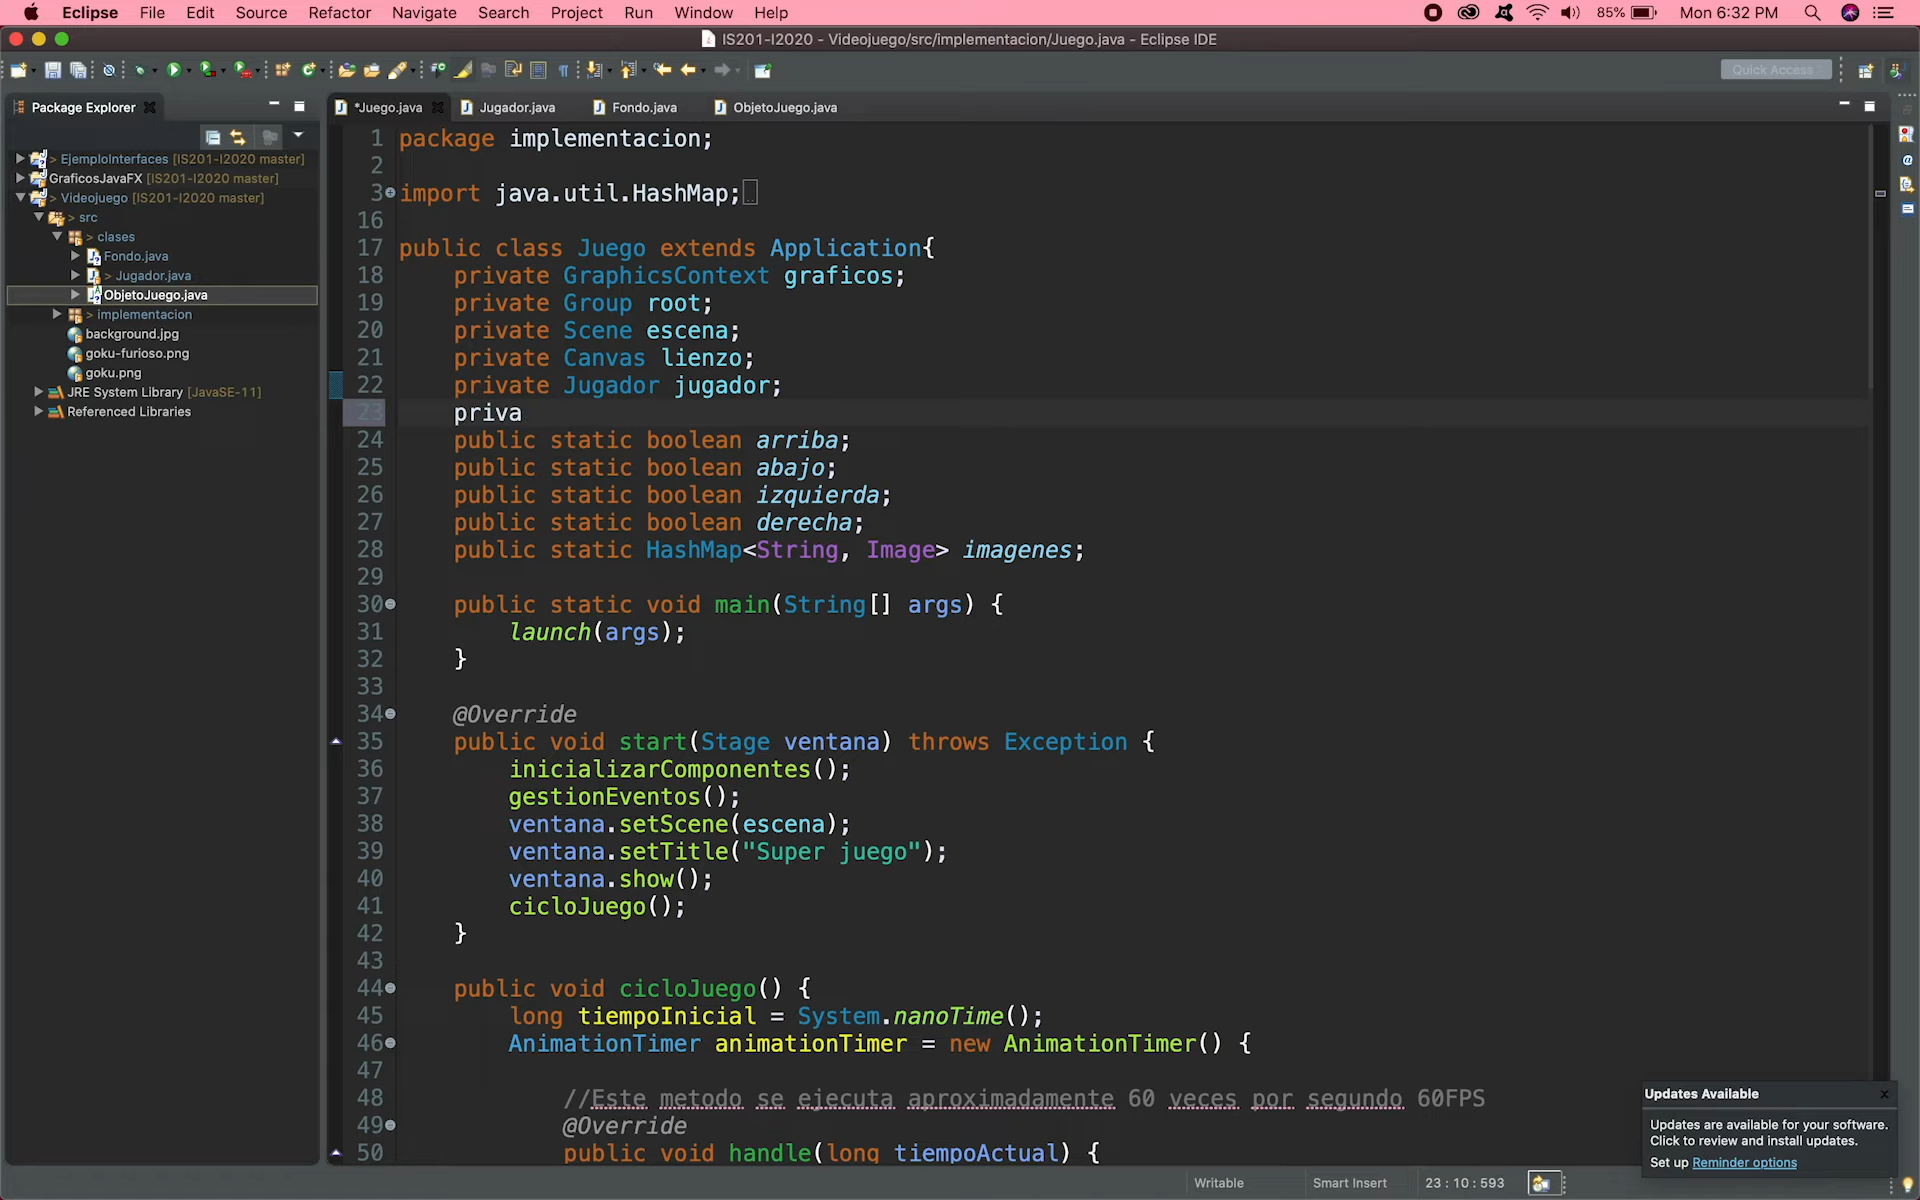 Eclipse File Edit Source Refactor Navigate Search Project Run Window Help 85% Mon 6:32 PM
IS201-I2020 - Videojuego/src/implementacion/Juego.java - Eclipse IDE
Quick Access
Package Explorer
*Juego.java Jugador.java Fondo.java ObjetoJuego.java
> EjemploInterfaces [IS201-I2020 master]
GraficosJavaFX [IS201-I2020 master]
> Videojuego [IS201-I2020 master]
> src
> clases
Fondo.java
> Jugador.java
ObjetoJuego.java
> implementacion
background.jpg
goku-furioso.png
goku.png
JRE System Library [JavaSE-11]
Referenced Libraries
1 package implementacion;
2
3 import java.util.HashMap;
16
17 public class Juego extends Application{
18 private GraphicsContext graficos;
19 private Group root;
20 private Scene escena;
21 private Canvas lienzo;
22 private Jugador jugador;
23 priva
24 public static boolean arriba;
25 public static boolean abajo;
26 public static boolean izquierda;
27 public static boolean derecha;
28 public static HashMap<String, Image> imagenes;
29
30 public static void main(String[] args) {
31 launch(args);
32 }
33
34 @Override
35 public void start(Stage ventana) throws Exception {
36 inicializarComponentes();
37 gestionEventos();
38 ventana.setScene(escena);
39 ventana.setTitle("Super juego");
40 ventana.show();
41 cicloJuego();
42 }
43
44 public void cicloJuego() {
45 long tiempoInicial = System.nanoTime();
46 AnimationTimer animationTimer = new AnimationTimer() {
47
48 //Este metodo se ejecuta aproximadamente 60 veces por segundo 60FPS
49 @Override
50 public void handle(long tiempoActual) {
Updates Available
Updates are available for your software.
Click to review and install updates.
Set up Reminder options
Writable Smart Insert 23 : 10 : 593